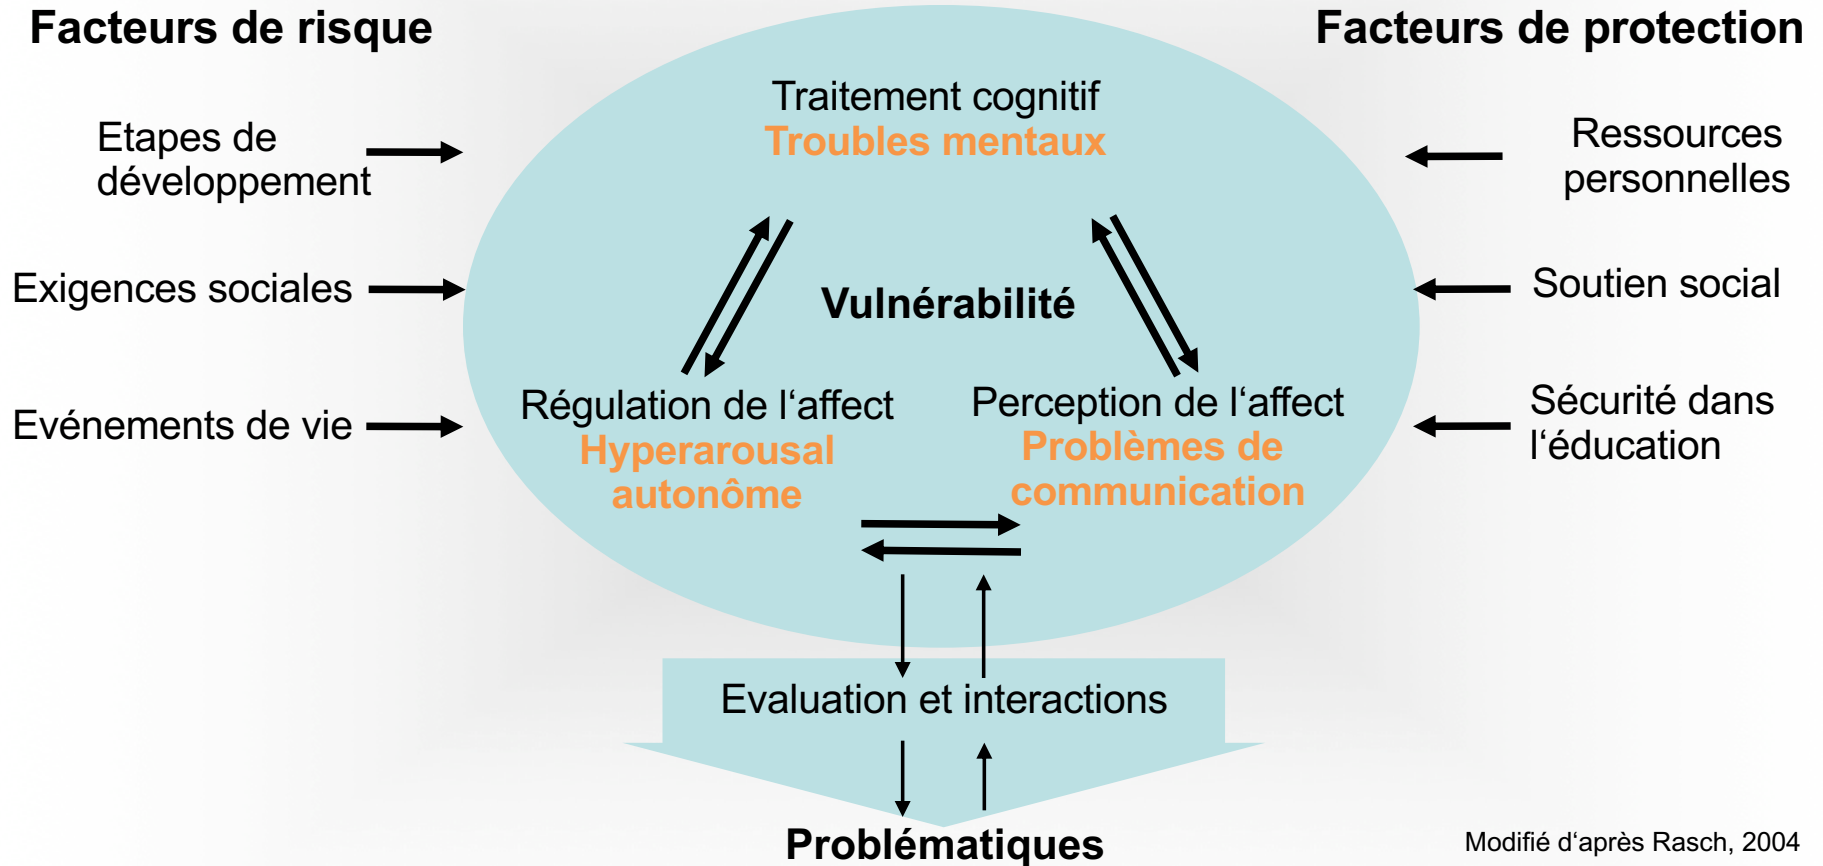 Facteurs de risque
Facteurs de protection
Traitement cognitif
Troubles mentaux
Etapes de
développement
Ressources
personnelles
Exigences sociales
Vulnérabilité
Soutien social
Evénements de vie
Régulation de l‘affect
Hyperarousal
autonôme
Perception de l‘affect
Problèmes de
communication
Sécurité dans
l‘éducation
Evaluation et interactions
Problématiques
Modifié d‘après Rasch, 2004